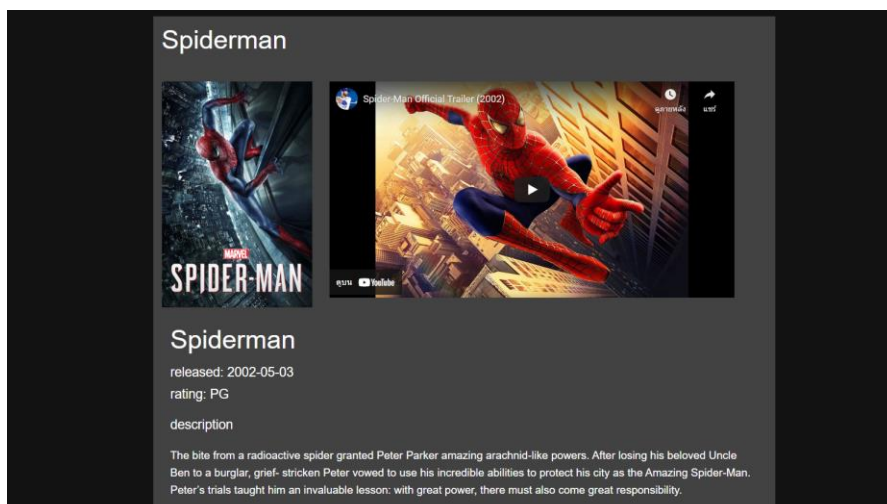 Spiderman
Spider-Man Official Trailer (2002)
ดูภายหลัง
แชร์
MARVEL
SPIDER-MAN
ดูบน YouTube
Spiderman
released: 2002-05-03
rating: PG
description
The bite from a radioactive spider granted Peter Parker amazing arachnid-like powers. After losing his beloved Uncle
Ben to a burglar, grief- stricken Peter vowed to use his incredible abilities to protect his city as the Amazing Spider-Man.
Peter's trials taught him an invaluable lesson: with great power, there must also come great responsibility.